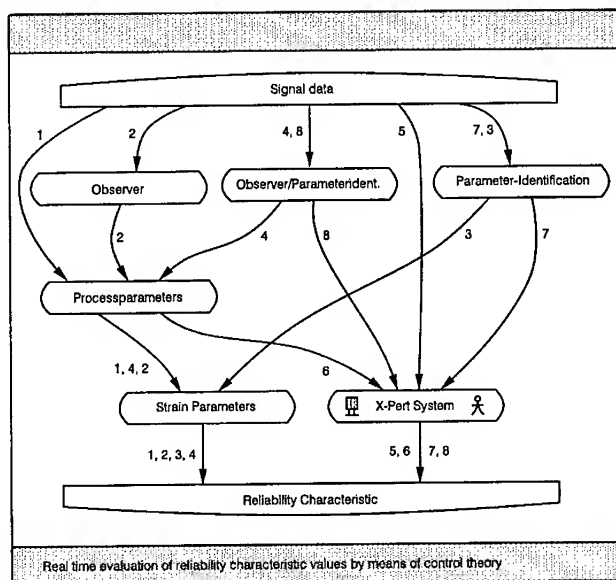 Signal data
1
2
4, 8
5
7, 3
Observer
Observer/Parameterident.
Parameter-Identification
2
4
8
3
7
Processparameters
1, 4, 2
6
Strain Parameters
X-Pert System
1, 2, 3, 4
5, 6
7, 8
Reliability Characteristic
Real time evaluation of reliability characteristic values by means of control theory